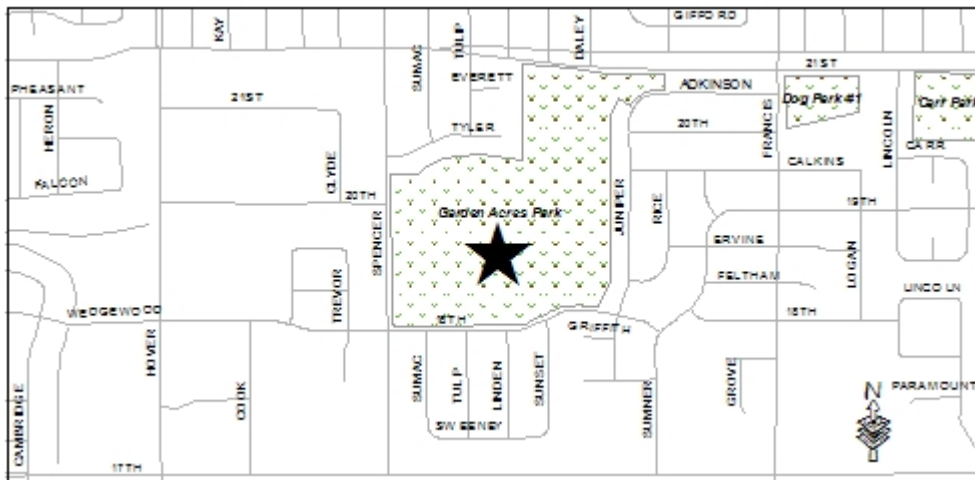 GIFFORD
KAY
TULIP
DALEY
SUMAC
21ST
EVERETT
PHEASANT
ADKINSON
21ST
Dog Park #1
Carr Park
HERON
TYLER
20TH
FRANCIS
LINCOLN
CARR
CLYDE
CALKINS
FALCON
20TH
JUNIPER
RICE
19TH
Garden Acres Park
SPENCER
ERVINE
LOGAN
FELTHAM
TREVOR
LINCOLN
WEDGEWOOD
18TH
18TH
GRIFFITH
HOVER
SUMAC
TULP
LINDEN
SUNSET
GROVE
N
PARAMOUNT
CAMBRIDGE
COOK
SUMNER
SWEENEY
17TH